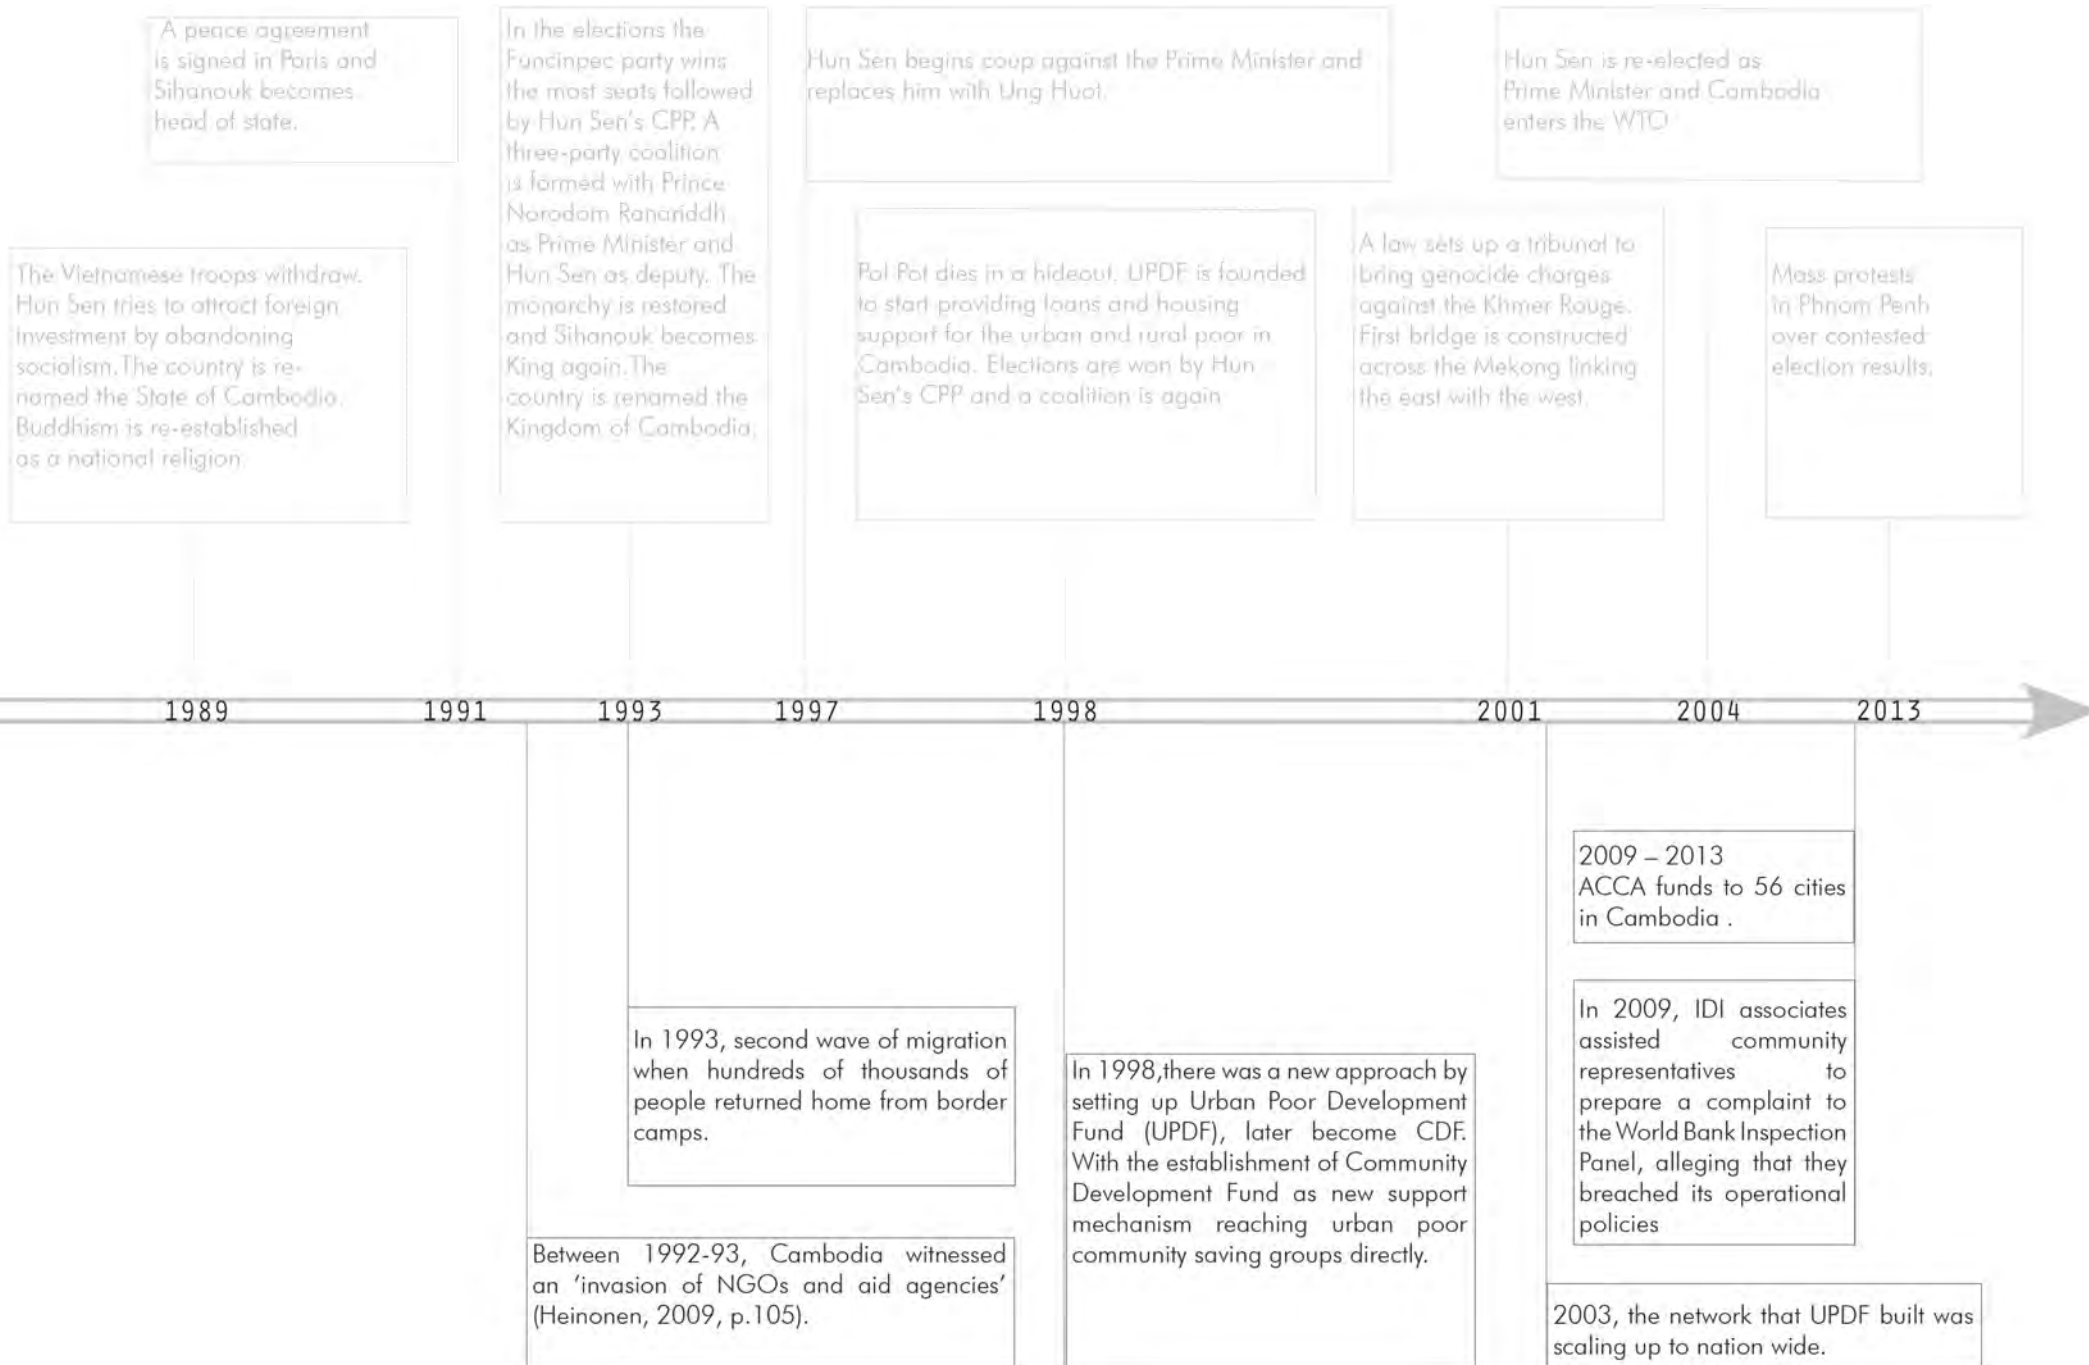 A peace agreement
is signed in Paris and
Sihanouk becomes
head of state.
In the elections the
Funcinpec party wins
the most seats followed
by Hun Sen's CPP. A
three-party coalition
is formed with Prince
Norodom Ranariddh
as Prime Minister and
Hun Sen as deputy. The
monarchy is restored
and Sihanouk becomes
King again. The
country is renamed the
Kingdom of Cambodia.
Hun Sen begins coup against the Prime Minister and
replaces him with Ung Huot.
Hun Sen is re-elected as
Prime Minister and Cambodia
enters the WTO
The Vietnamese troops withdraw.
Hun Sen tries to attract foreign
investment by abandoning
socialism. The country is re-
named the State of Cambodia.
Buddhism is re-established
as a national religion
Pol Pot dies in a hideout. UPDF is founded
to start providing loans and housing
support for the urban and rural poor in
Cambodia. Elections are won by Hun
Sen's CPP and a coalition is again
A law sets up a tribunal to
bring genocide charges
against the Khmer Rouge.
First bridge is constructed
across the Mekong linking
the east with the west.
Mass protests
in Phnom Penh
over contested
election results.
1989 1991 1993 1997 1998 2001 2004 2013
2009 – 2013
ACCA funds to 56 cities
in Cambodia .
In 2009, IDI associates
assisted community
representatives to
prepare a complaint to
the World Bank Inspection
Panel, alleging that they
breached its operational
policies
In 1993, second wave of migration
when hundreds of thousands of
people returned home from border
camps.
In 1998,there was a new approach by
setting up Urban Poor Development
Fund (UPDF), later become CDF.
With the establishment of Community
Development Fund as new support
mechanism reaching urban poor
community saving groups directly.
Between 1992-93, Cambodia witnessed
an 'invasion of NGOs and aid agencies'
(Heinonen, 2009, p.105).
2003, the network that UPDF built was
scaling up to nation wide.